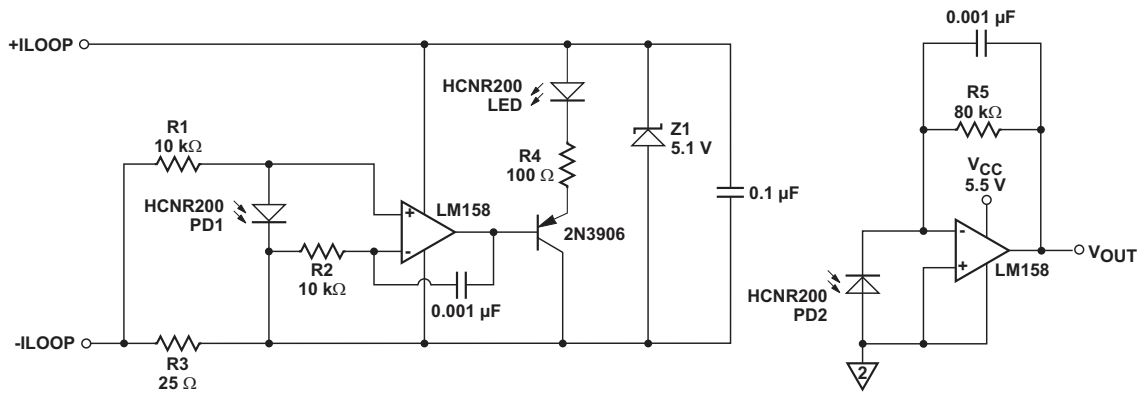 +ILOOP
-ILOOP
R1
10 kΩ
HCNR200
PD1
R2
10 kΩ
R3
25 Ω
+
-
LM158
0.001 µF
HCNR200
LED
R4
100 Ω
2N3906
Z1
5.1 V
0.1 µF
0.001 µF
R5
80 kΩ
VCC
5.5 V
-
+
LM158
VOUT
HCNR200
PD2
2